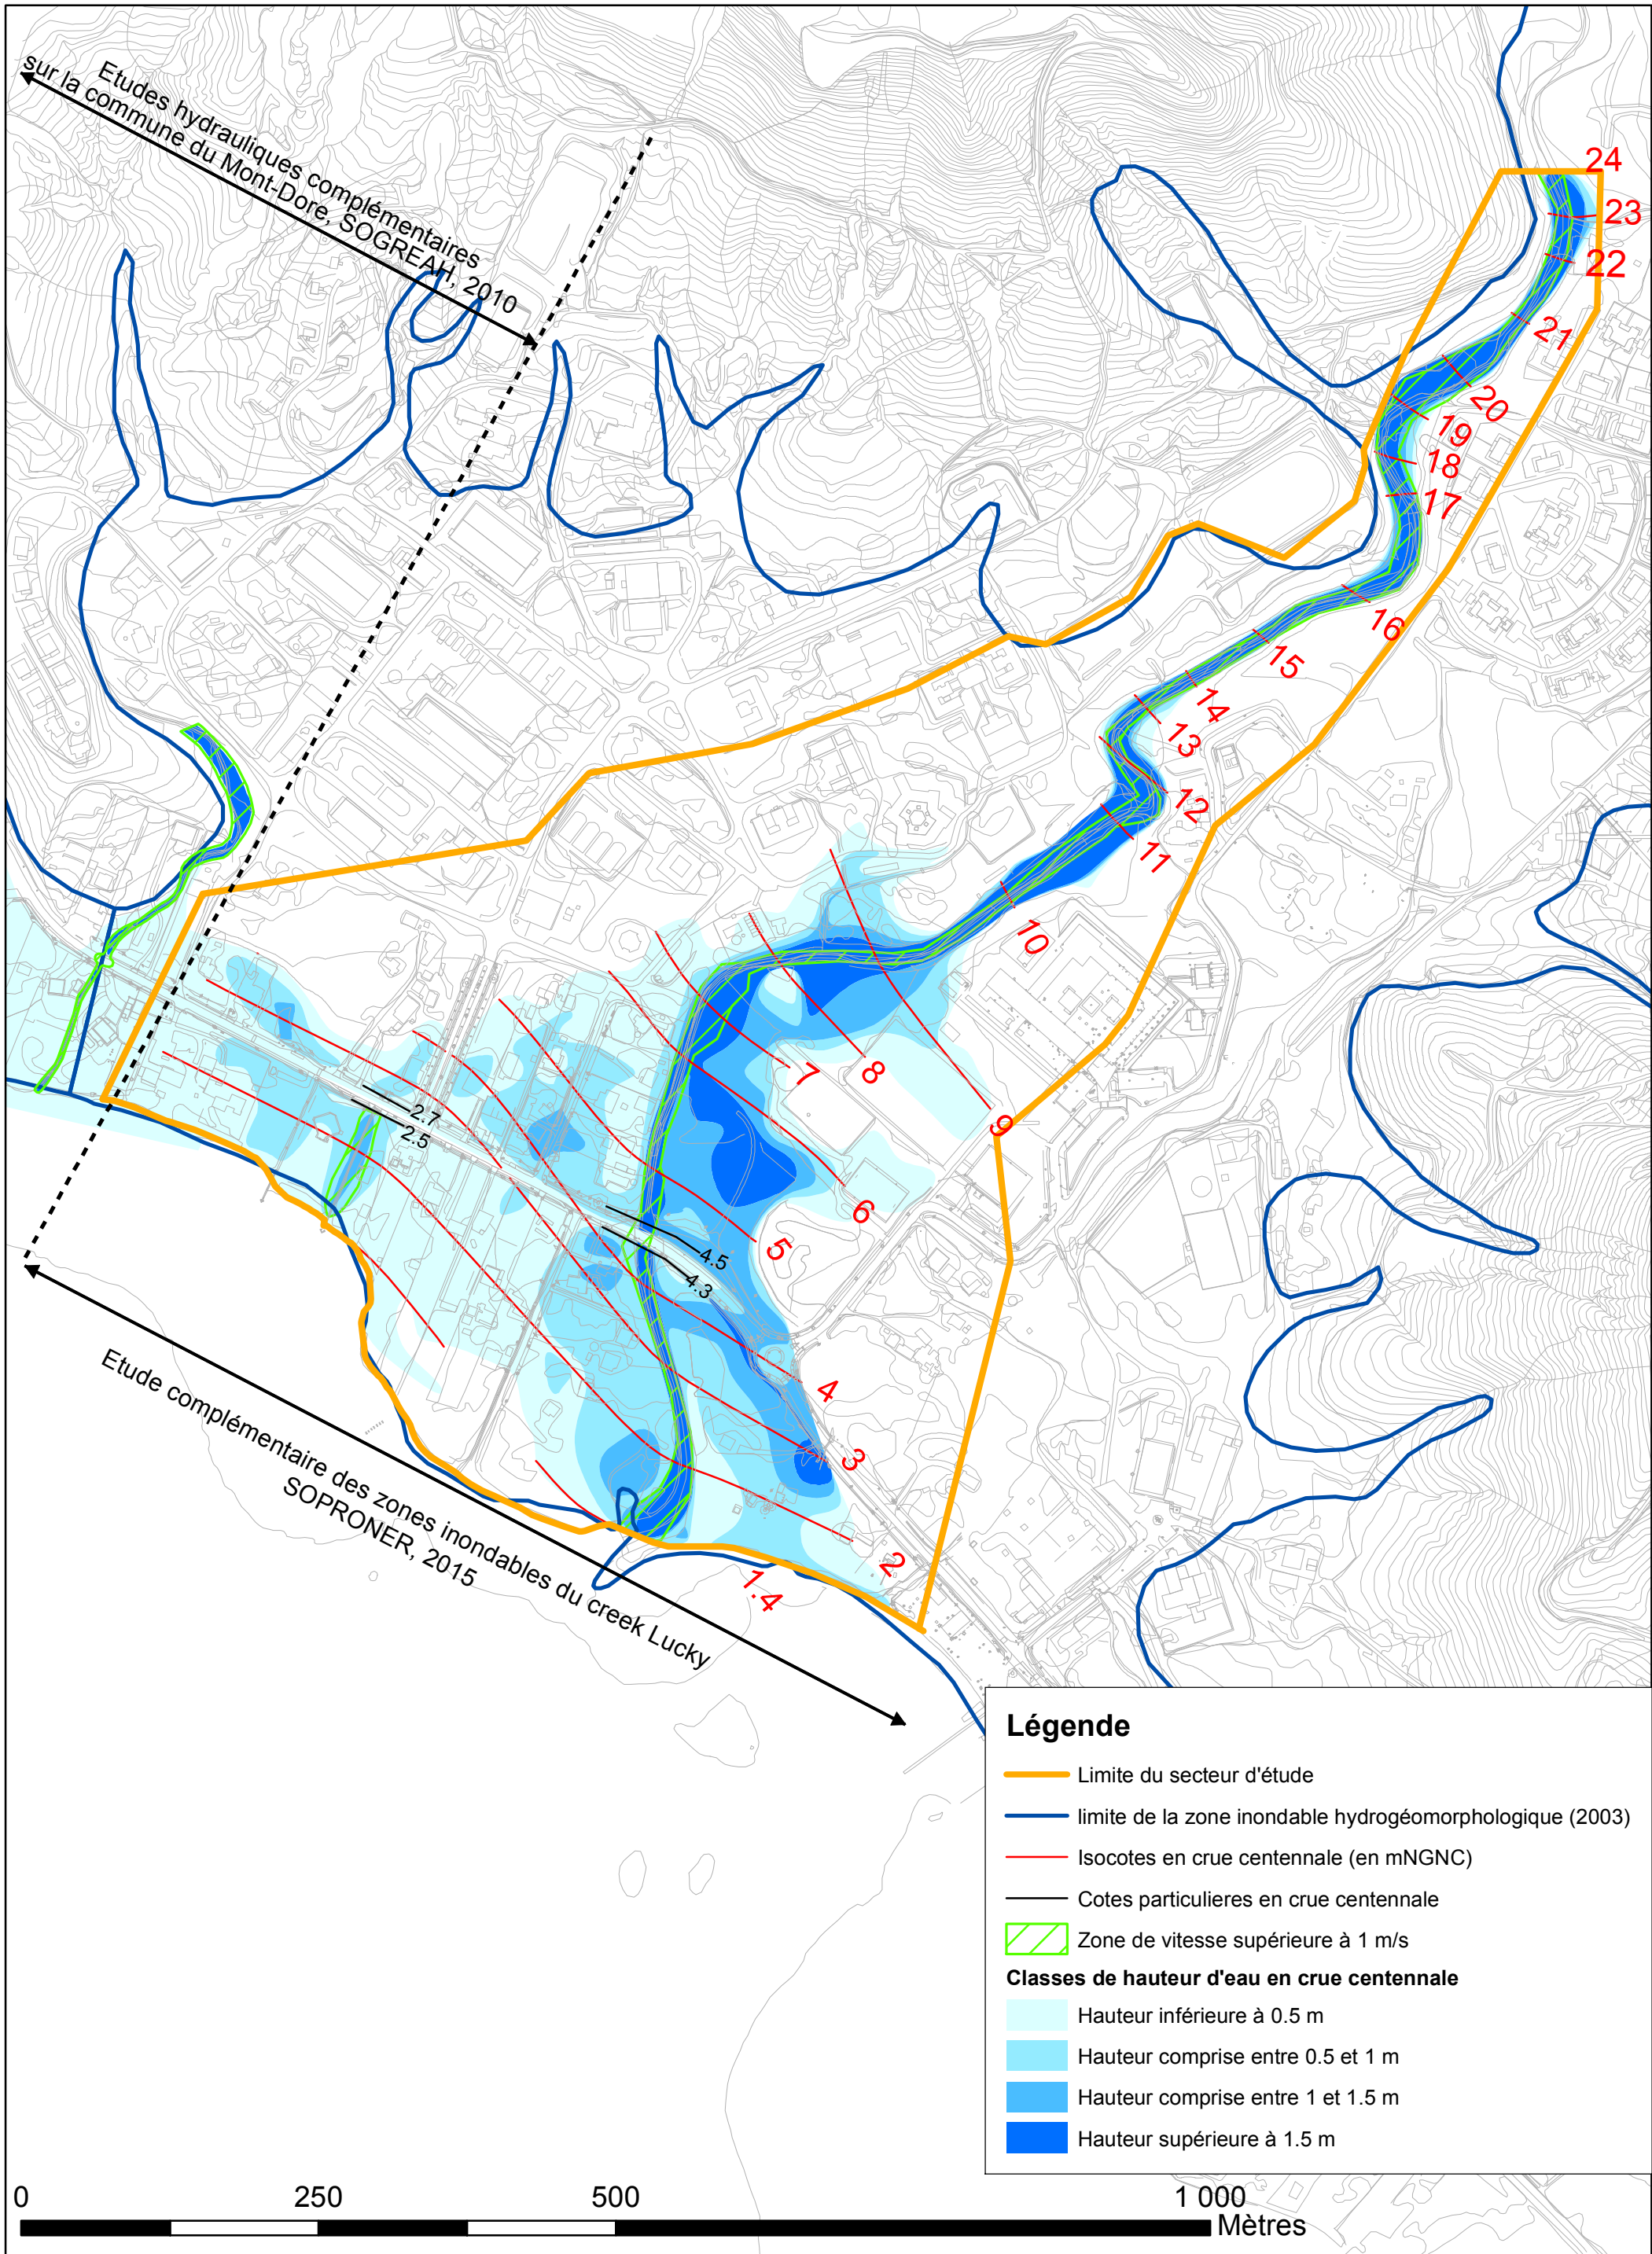 Etudes hydrauliques complémentaires
sur la commune du Mont-Dore, SOGREAH, 2010
24
23
22
21
20
19
18
17
16
15
14
13
12
11
10
9
8
7
6
5
4
3
2
1.4
2.7
2.5
4.5
4.3
Etude complémentaire des zones inondables du creek Lucky
SOPRONER, 2015
Légende
Limite du secteur d'étude
limite de la zone inondable hydrogéomorphologique (2003)
Isocotes en crue centennale (en mNGNC)
Cotes particulieres en crue centennale
Zone de vitesse supérieure à 1 m/s
Classes de hauteur d'eau en crue centennale
Hauteur inférieure à 0.5 m
Hauteur comprise entre 0.5 et 1 m
Hauteur comprise entre 1 et 1.5 m
Hauteur supérieure à 1.5 m
0 250 500 1 000
Mètres